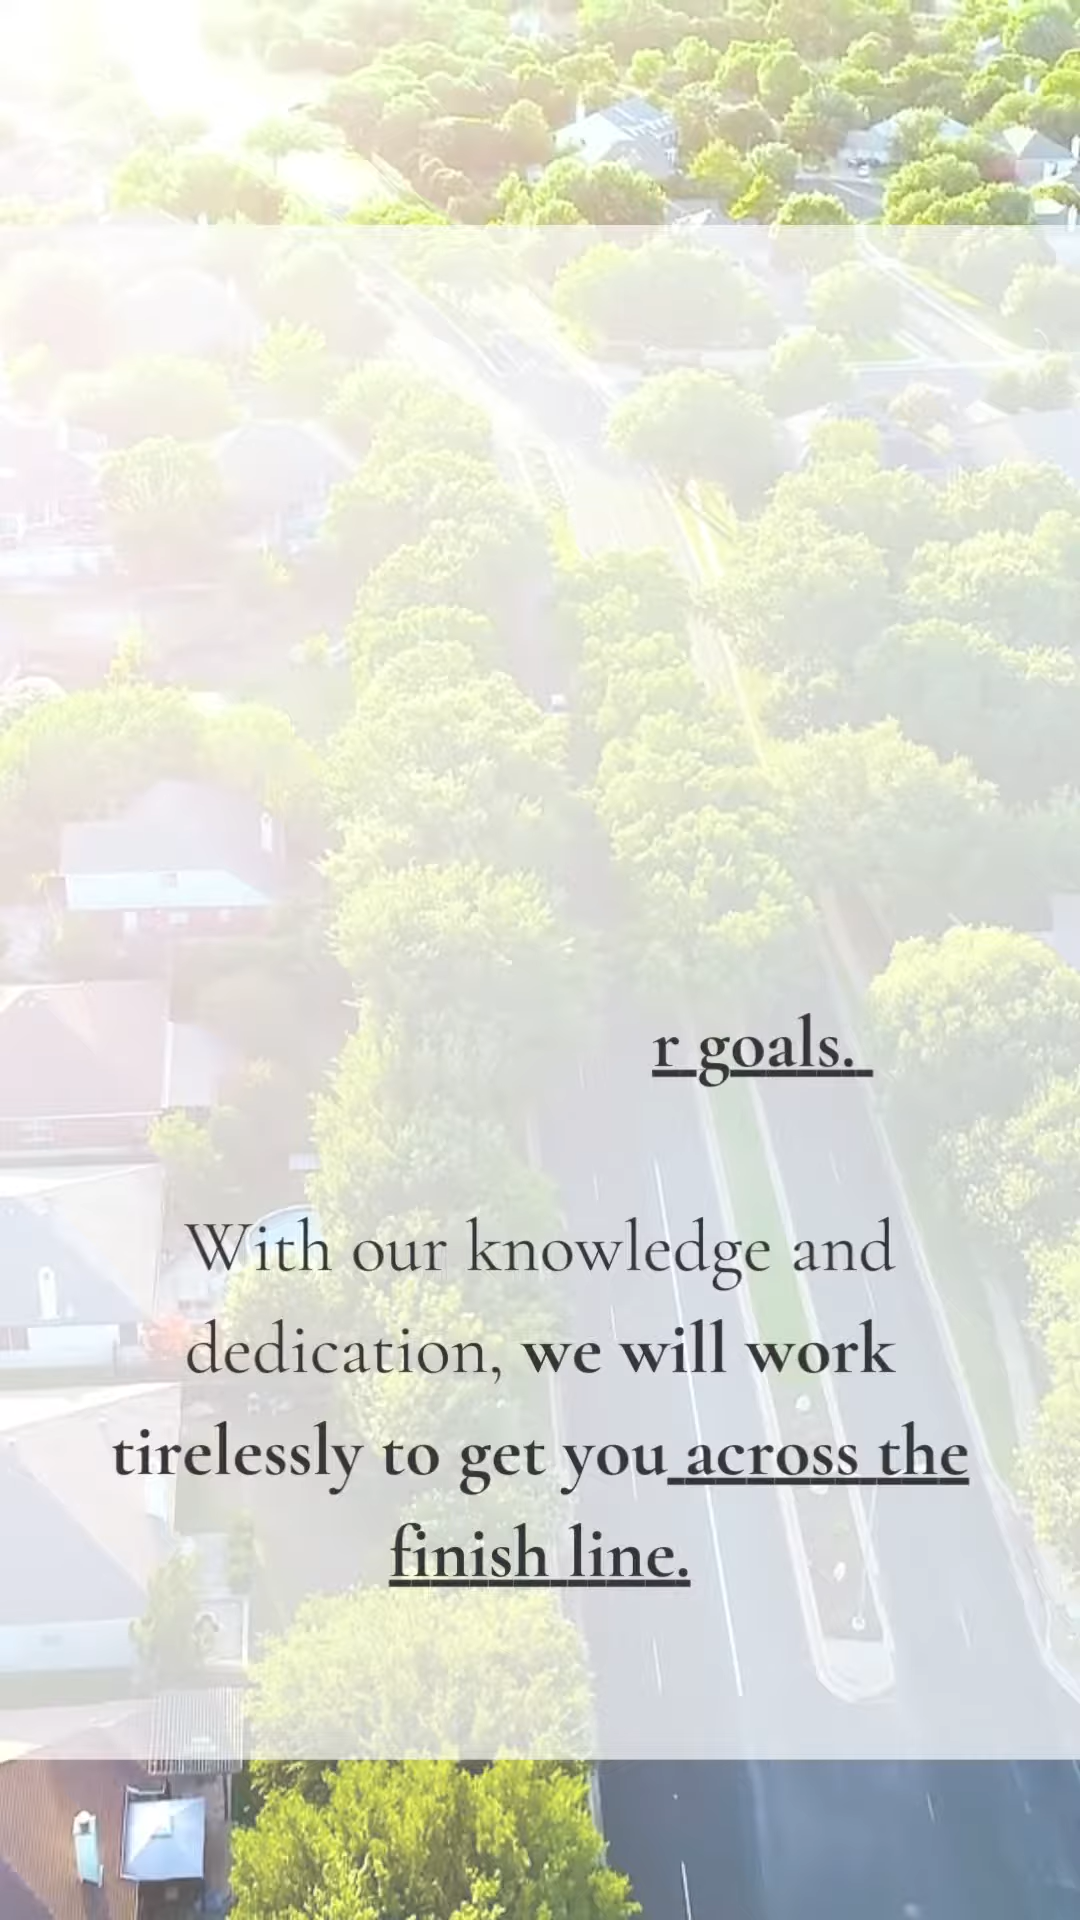 r goals.
With our knowledge and
dedication, we will work
tirelessly to get you across the
finish line.